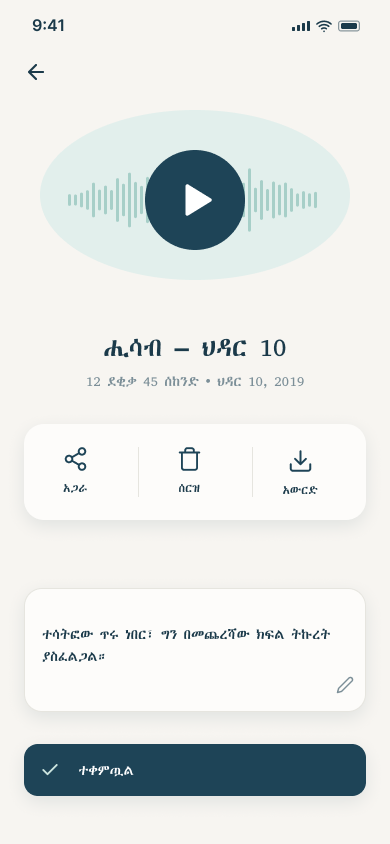 9:41
ሒሳብ – ህዳር 10
12 ደቂቃ 45 ሰከንድ • ህዳር 10, 2019
አጋራ
ሰርዝ
አውርድ
ተሳትፎው ጥሩ ነበር፣ ግን በመጨረሻው ክፍል ትኩረት
ያስፈልጋል።
ተቀምጧል